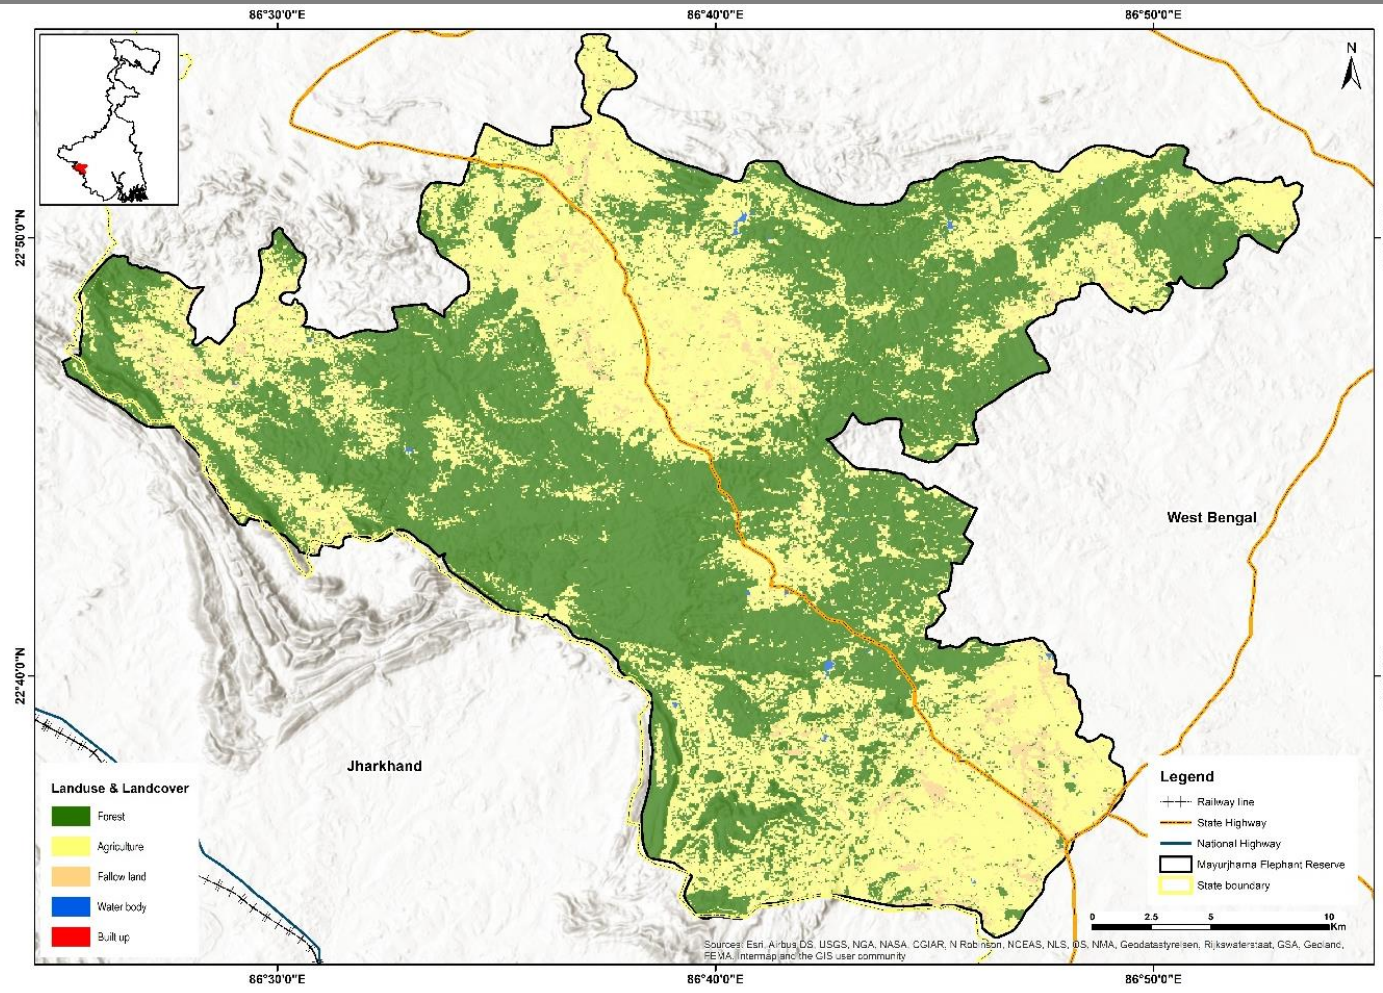 86°30'0"E
86°40'0"E
86°50'0"E
N
22°50'0"N
22°40'0"N
West Bengal
Jharkhand
Landuse & Landcover
Forest
Agriculture
Fallow land
Water body
Built up
Legend
Railway line
State Highway
National Highway
Mayurjharna Elephant Reserve
State boundary
0 2.5 5 10
Km
Sources: Esri, Airbus DS, USGS, NGA, NASA, CGIAR, N Robinson, NCEAS, NLS, OS, NMA, Geodatastyrelsen, Rijkswaterstaat, GSA, Geoland,
FEMA, Intermap and the GIS user community
86°30'0"E
86°40'0"E
86°50'0"E